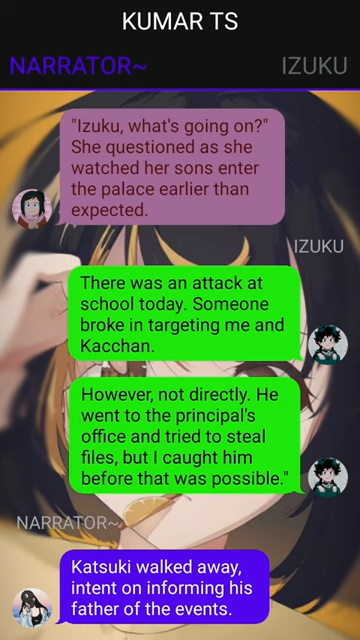 KUMAR TS
NARRATOR~
IZUKU
"Izuku, what's going on?"
She questioned as she
watched her sons enter
the palace earlier than
expected.
IZUKU
There was an attack at
school today. Someone
broke in targeting me and
Kacchan.
However, not directly. He
went to the principal's
office and tried to steal
files, but I caught him
before that was possible."
NARRATOR~
Katsuki walked away,
intent on informing his
father of the events.